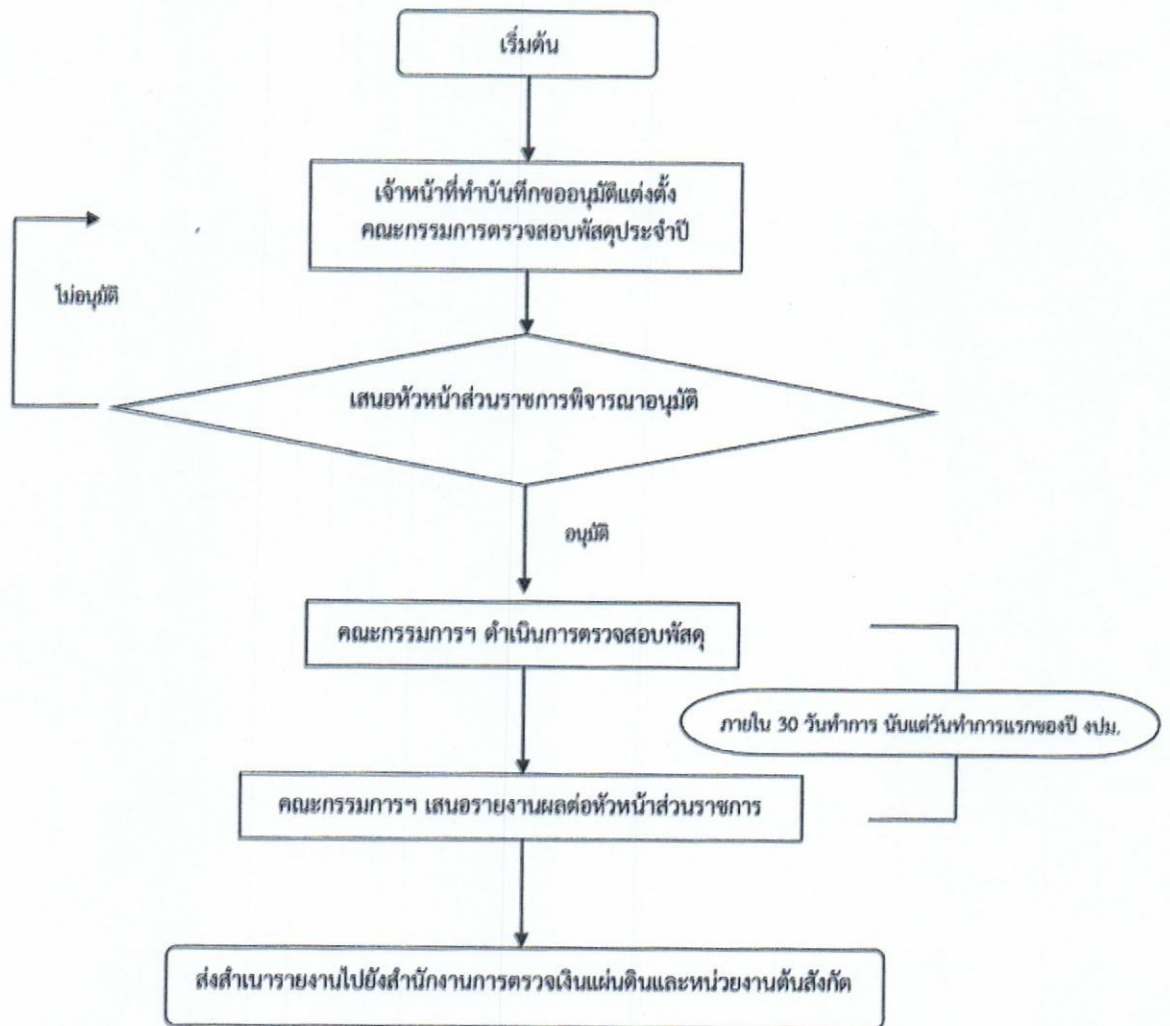 เริ่มต้น
เจ้าหน้าที่ทำบันทึกขออนุมัติแต่งตั้ง
คณะกรรมการตรวจสอบพัสดุประจำปี
ไม่อนุมัติ
เสนอหัวหน้าส่วนราชการพิจารณาอนุมัติ
อนุมัติ
คณะกรรมการฯ ดำเนินการตรวจสอบพัสดุ
ภายใน 30 วันทำการ นับแต่วันทำการแรกของปี งปม.
คณะกรรมการฯ เสนอรายงานผลต่อหัวหน้าส่วนราชการ
ส่งสำเนารายงานไปยังสำนักงานการตรวจเงินแผ่นดินและหน่วยงานต้นสังกัด